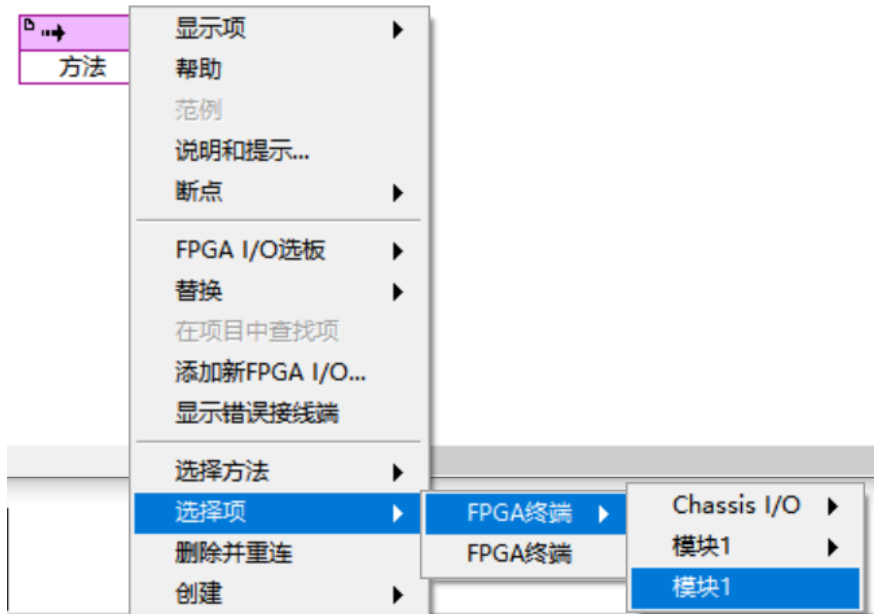 方法
显示项
帮助
范例
说明和提示...
断点
FPGA I/O选板
替换
在项目中查找项
添加新FPGA I/O...
显示错误接线端
选择方法
选择项
删除并重连
创建
FPGA终端
FPGA终端
Chassis I/O
模块1
模块1